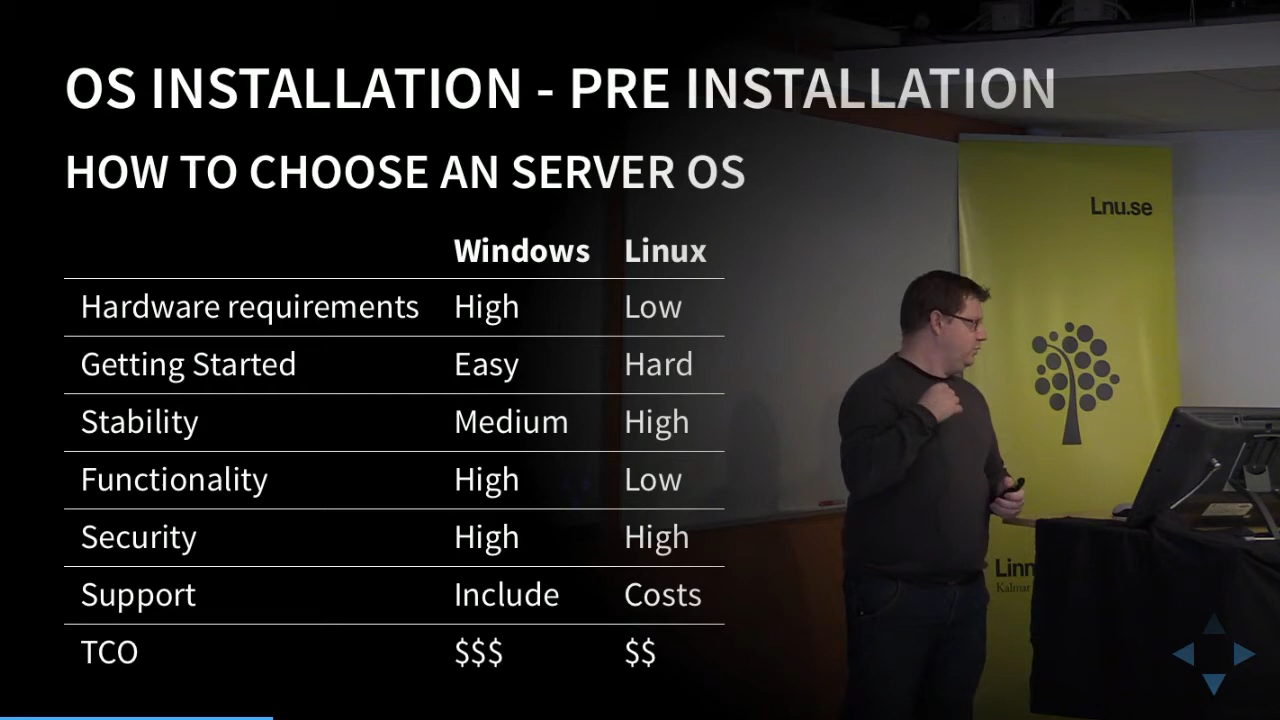 OS INSTALLATION - PRE INSTALLATION
HOW TO CHOOSE AN SERVER OS
Windows Linux
Hardware requirements High Low
Getting Started Easy Hard
Stability Medium High
Functionality High Low
Security High High
Support Include Costs
TCO $$$ $$
Lnu.se
Linn
Kalmar